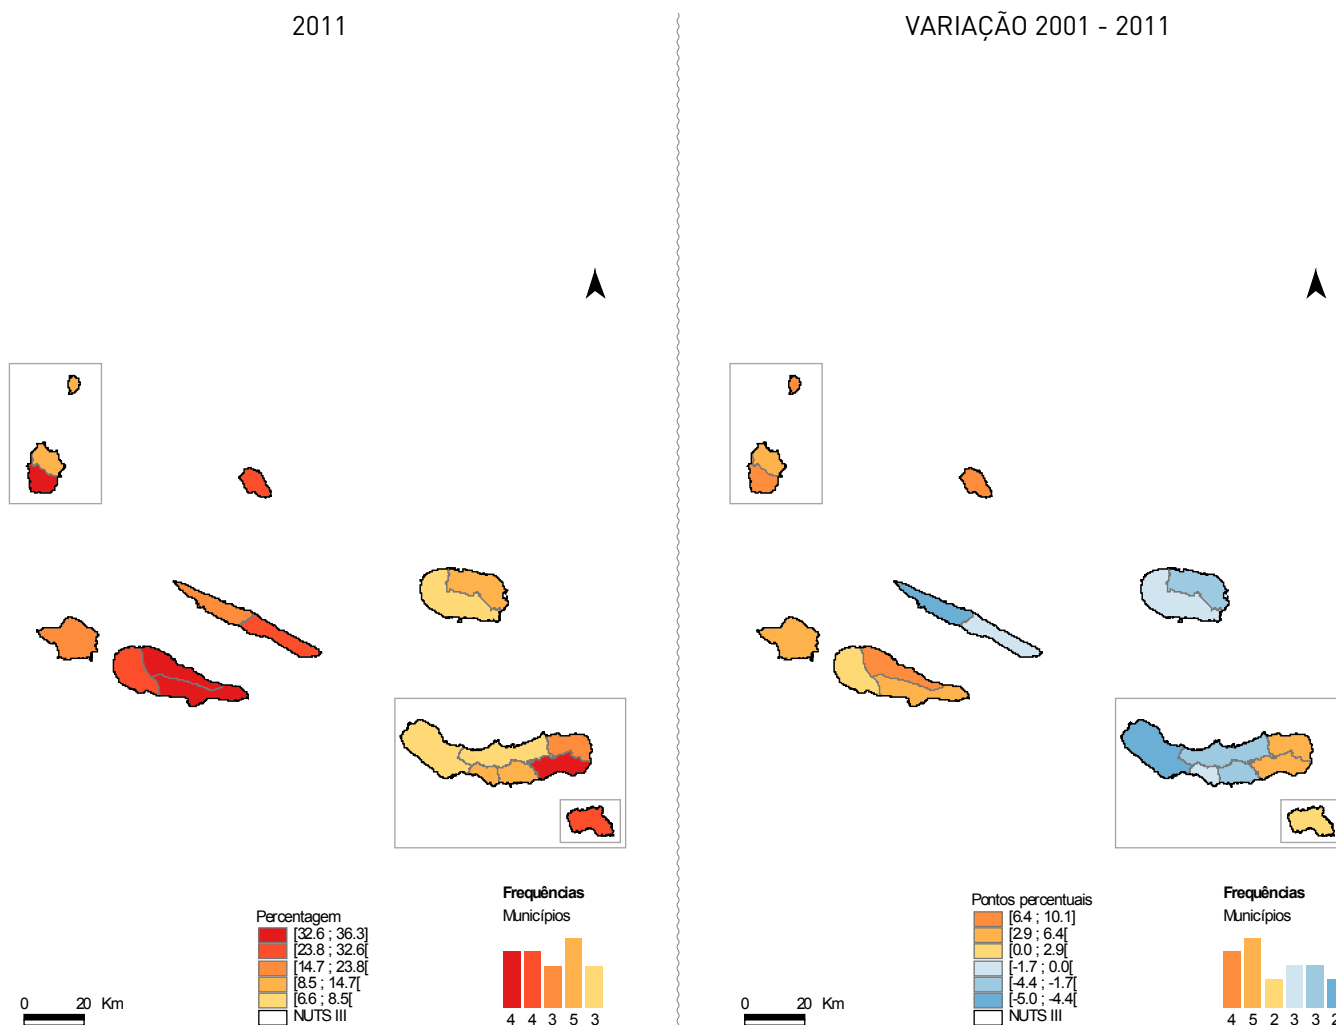 2011
VARIAÇÃO 2001 - 2011
Percentagem
[32.6 ; 36.3]
[23.8 ; 32.6[
[14.7 ; 23.8[
[8.5 ; 14.7[
[6.6 ; 8.5[
NUTS III
0 20 Km
Frequências
Municípios
4 4 3 5 3
Pontos percentuais
[6.4 ; 10.1]
[2.9 ; 6.4[
[0.0 ; 2.9[
[-1.7 ; 0.0[
[-4.4 ; -1.7[
[-5.0 ; -4.4[
NUTS III
0 20 Km
Frequências
Municípios
4 5 2 3 3 2